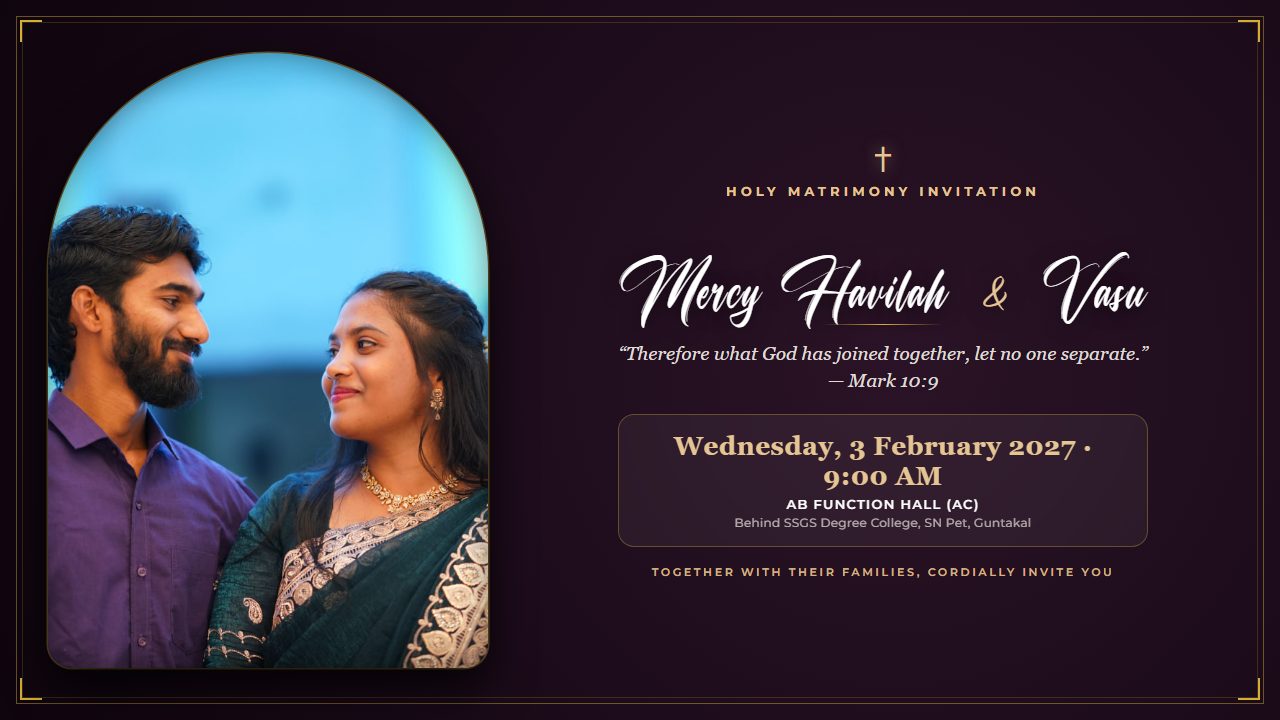 HOLY MATRIMONY INVITATION
Mercy Havilah & Vasu
“Therefore what God has joined together, let no one separate.”
— Mark 10:9
Wednesday, 3 February 2027 •
9:00 AM
AB FUNCTION HALL (AC)
Behind SSGS Degree College, SN Pet, Guntakal
TOGETHER WITH THEIR FAMILIES, CORDIALLY INVITE YOU